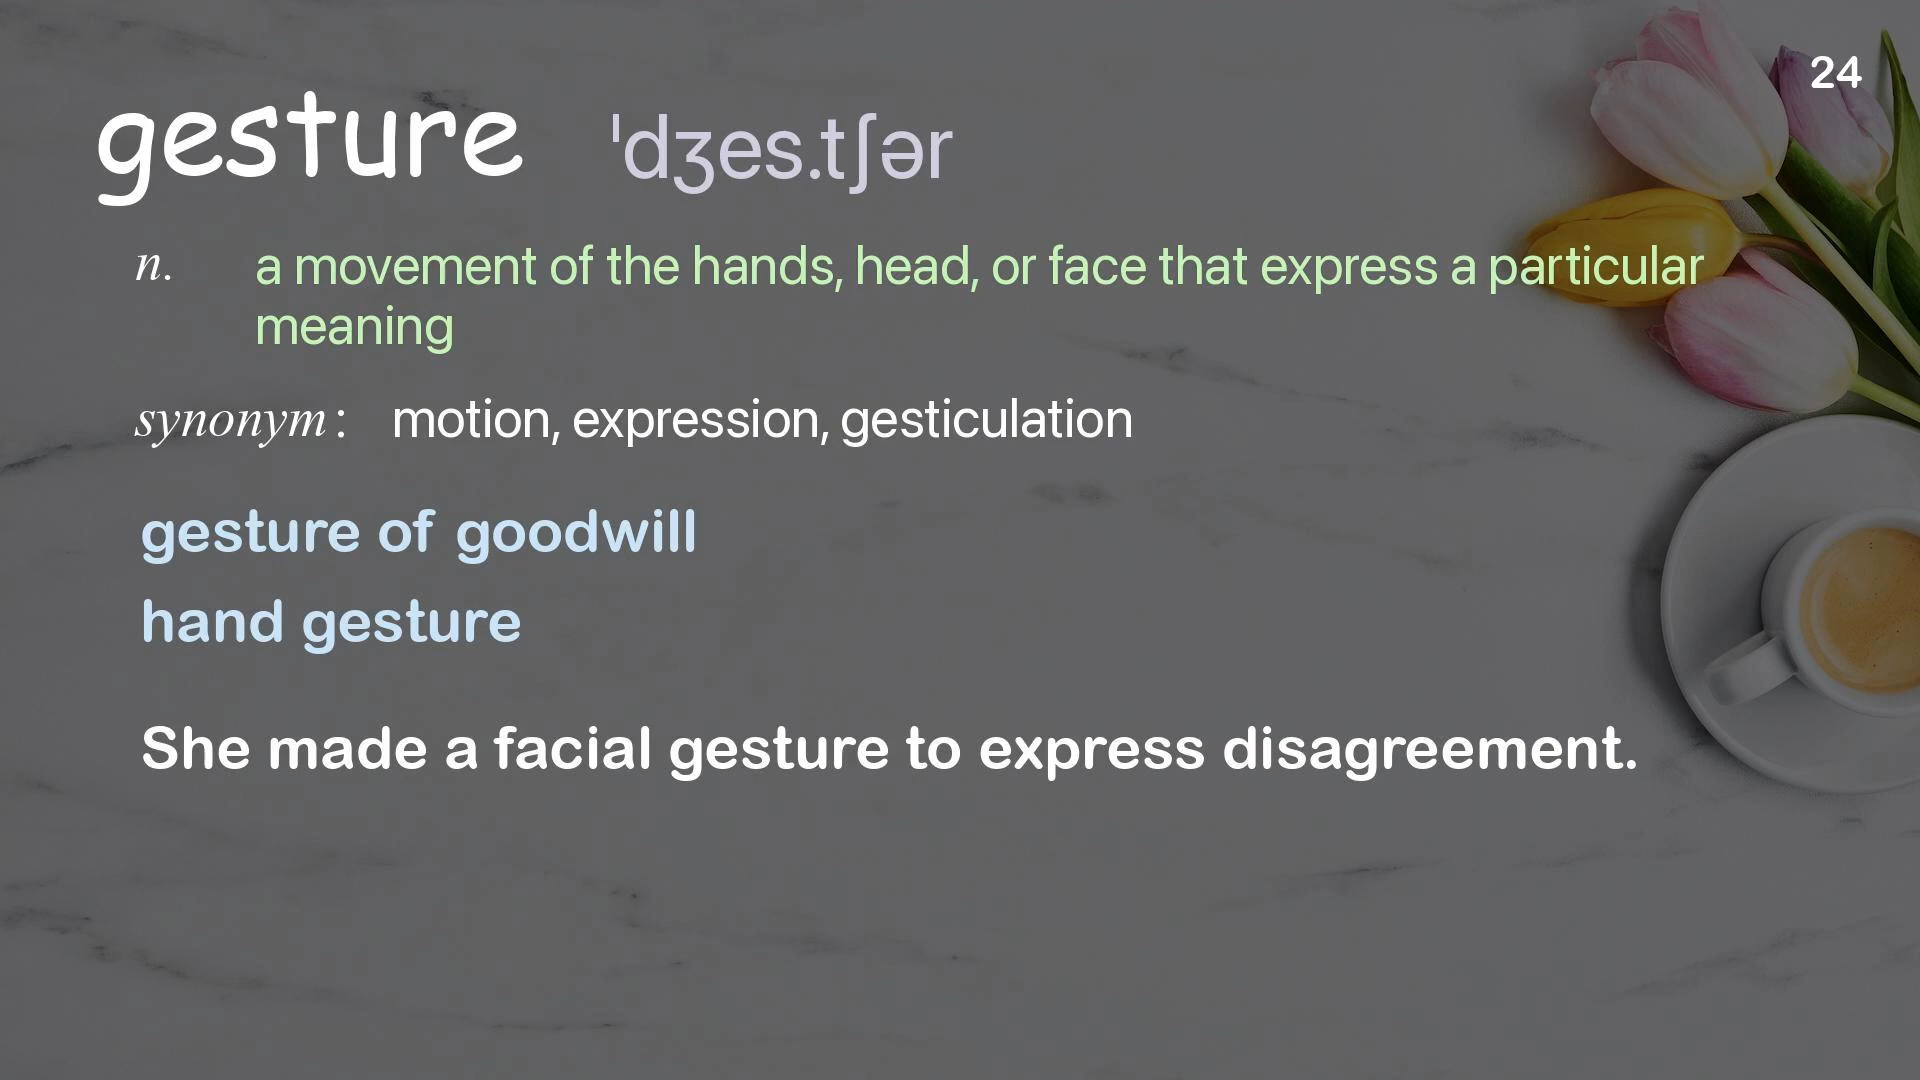 24
gesture ˈdʒes.tʃər
n. a movement of the hands, head, or face that express a particular
meaning
synonym: motion, expression, gesticulation
gesture of goodwill
hand gesture
She made a facial gesture to express disagreement.